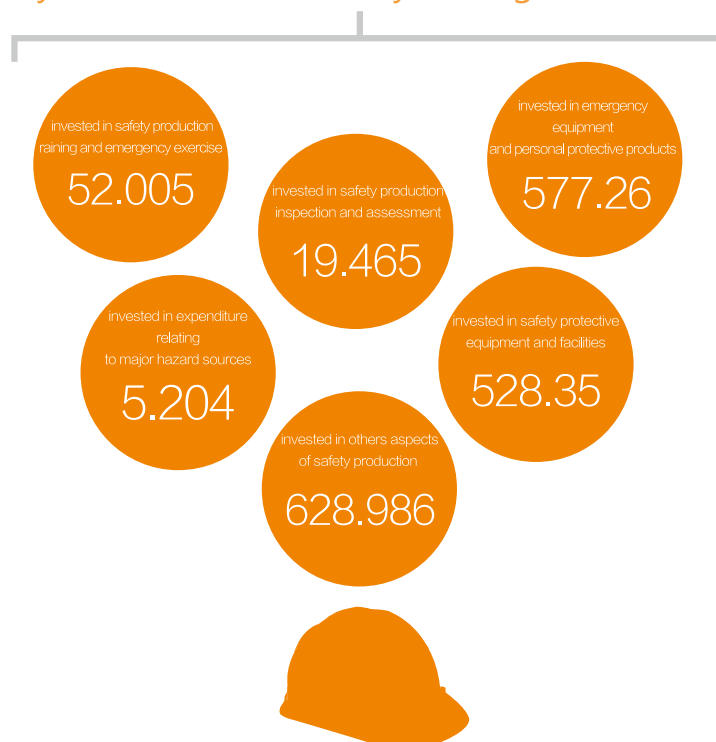 invested in safety production
raining and emergency exercise
52.005
invested in safety production
inspection and assessment
19.465
invested in emergency
equipment
and personal protective products
577.26
invested in expenditure
relating
to major hazard sources
5.204
invested in safety protective
equipment and facilities
528.35
invested in others aspects
of safety production
628.986